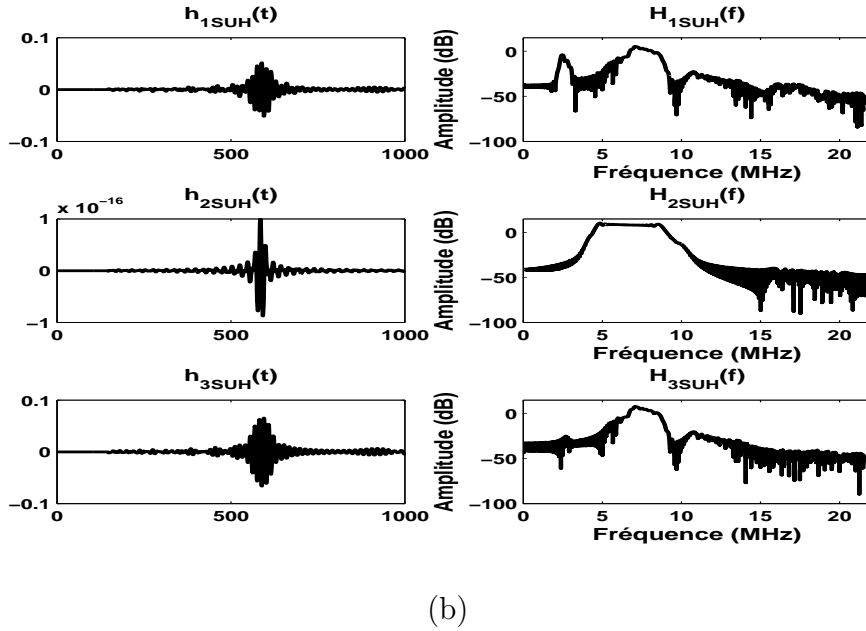 h1SUH(t)
0.1
0
−0.1
0 500 1000
H1SUH(f)
Amplitude (dB)
0
−50
−100
0 5 10 15 20
Fréquence (MHz)
h2SUH(t)
x 10−16
1
0
−1
0 500 1000
H2SUH(f)
Amplitude (dB)
0
−50
−100
0 5 10 15 20
Fréquence (MHz)
h3SUH(t)
0.1
0
−0.1
0 500 1000
H3SUH(f)
Amplitude (dB)
0
−50
−100
0 5 10 15 20
Fréquence (MHz)
(b)